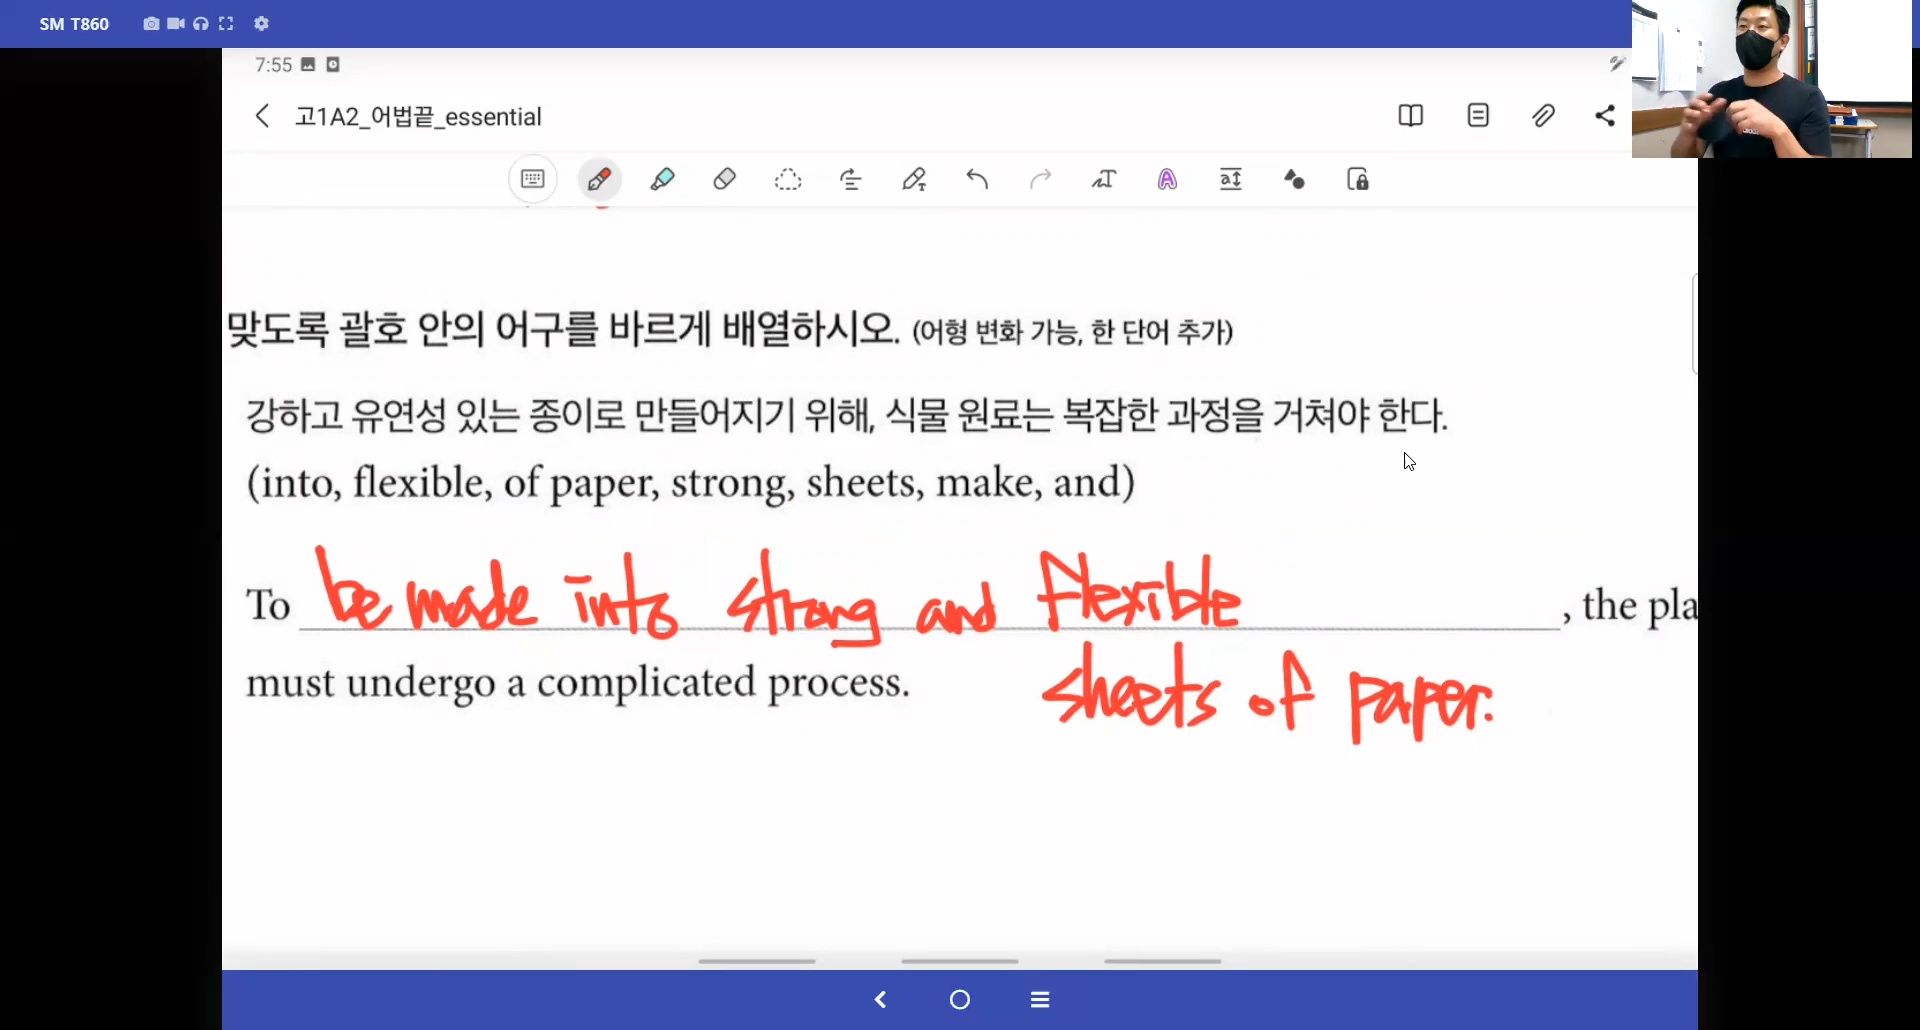 SM T860
7:55
고1A2_어법끝_essential
맞도록 괄호 안의 어구를 바르게 배열하시오. (어형 변화 가능, 한 단어 추가)
강하고 유연성 있는 종이로 만들어지기 위해, 식물 원료는 복잡한 과정을 거쳐야 한다.
(into, flexible, of paper, strong, sheets, make, and)
To be made into strong and flexible , the pla
sheets of paper.
must undergo a complicated process.